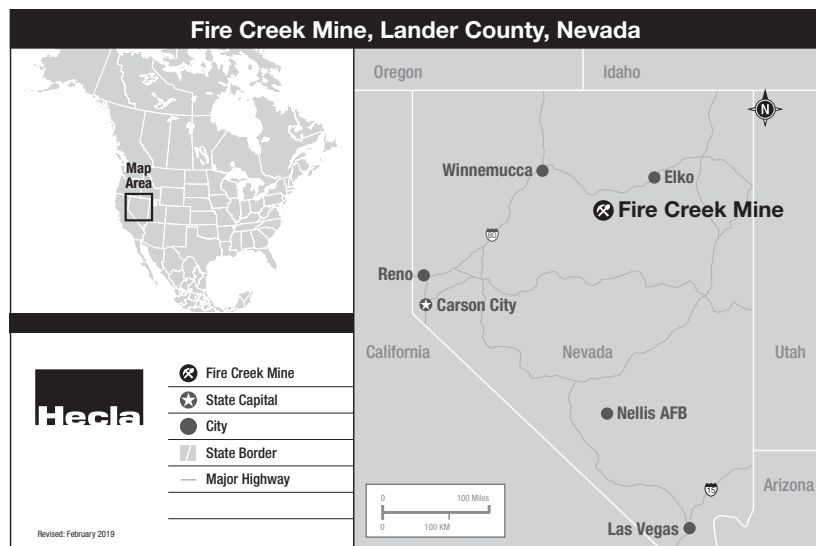 Fire Creek Mine, Lander County, Nevada
Map
Area
Oregon
Idaho
N
Winnemucca
Elko
Fire Creek Mine
80
Reno
Carson City
California
Nevada
Utah
Nellis AFB
Arizona
15
Las Vegas
0
100 Miles
0
100 KM
Hecla
Fire Creek Mine
State Capital
City
State Border
Major Highway
Revised: February 2019